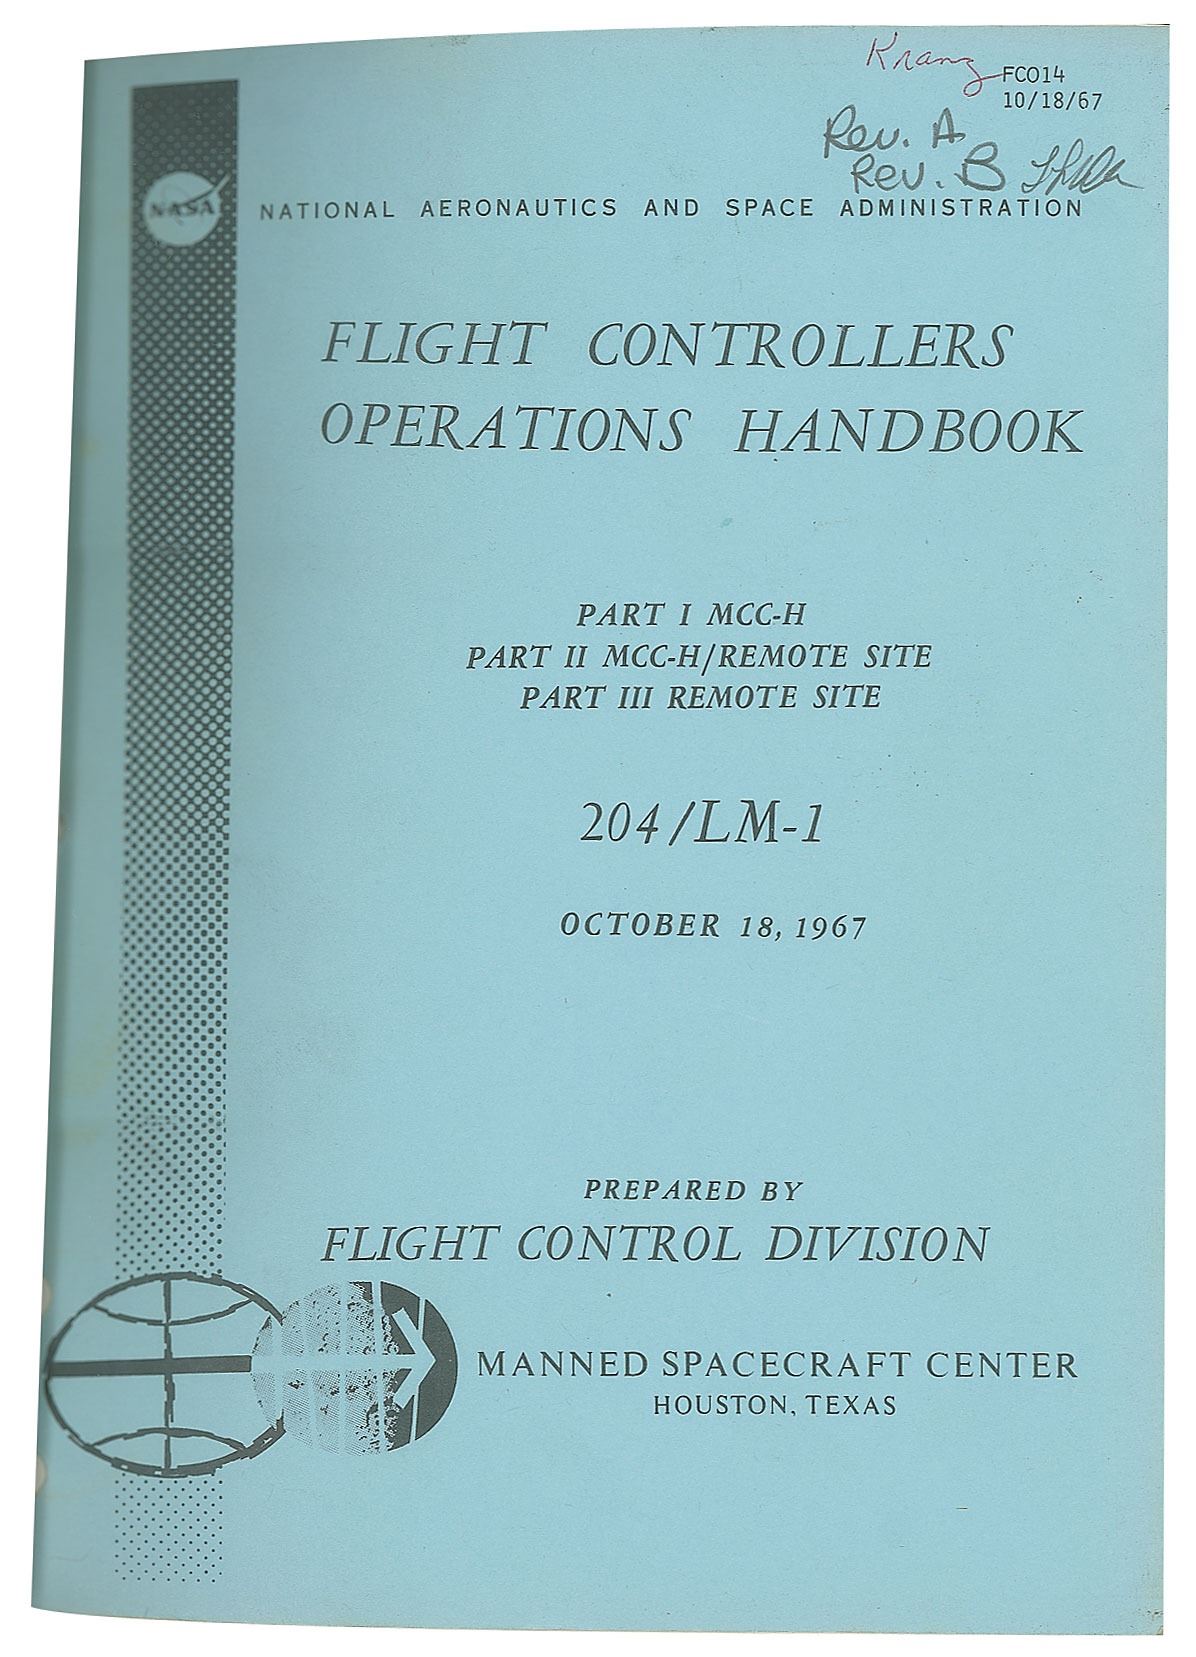 Kranz
FCO14
10/18/67
Rev. A
Rev. B
NASA
NATIONAL AERONAUTICS AND SPACE ADMINISTRATION
FLIGHT CONTROLLERS
OPERATIONS HANDBOOK
PART I MCC-H
PART II MCC-H/REMOTE SITE
PART III REMOTE SITE
204/LM-1
OCTOBER 18, 1967
PREPARED BY
FLIGHT CONTROL DIVISION
MANNED SPACECRAFT CENTER
HOUSTON, TEXAS